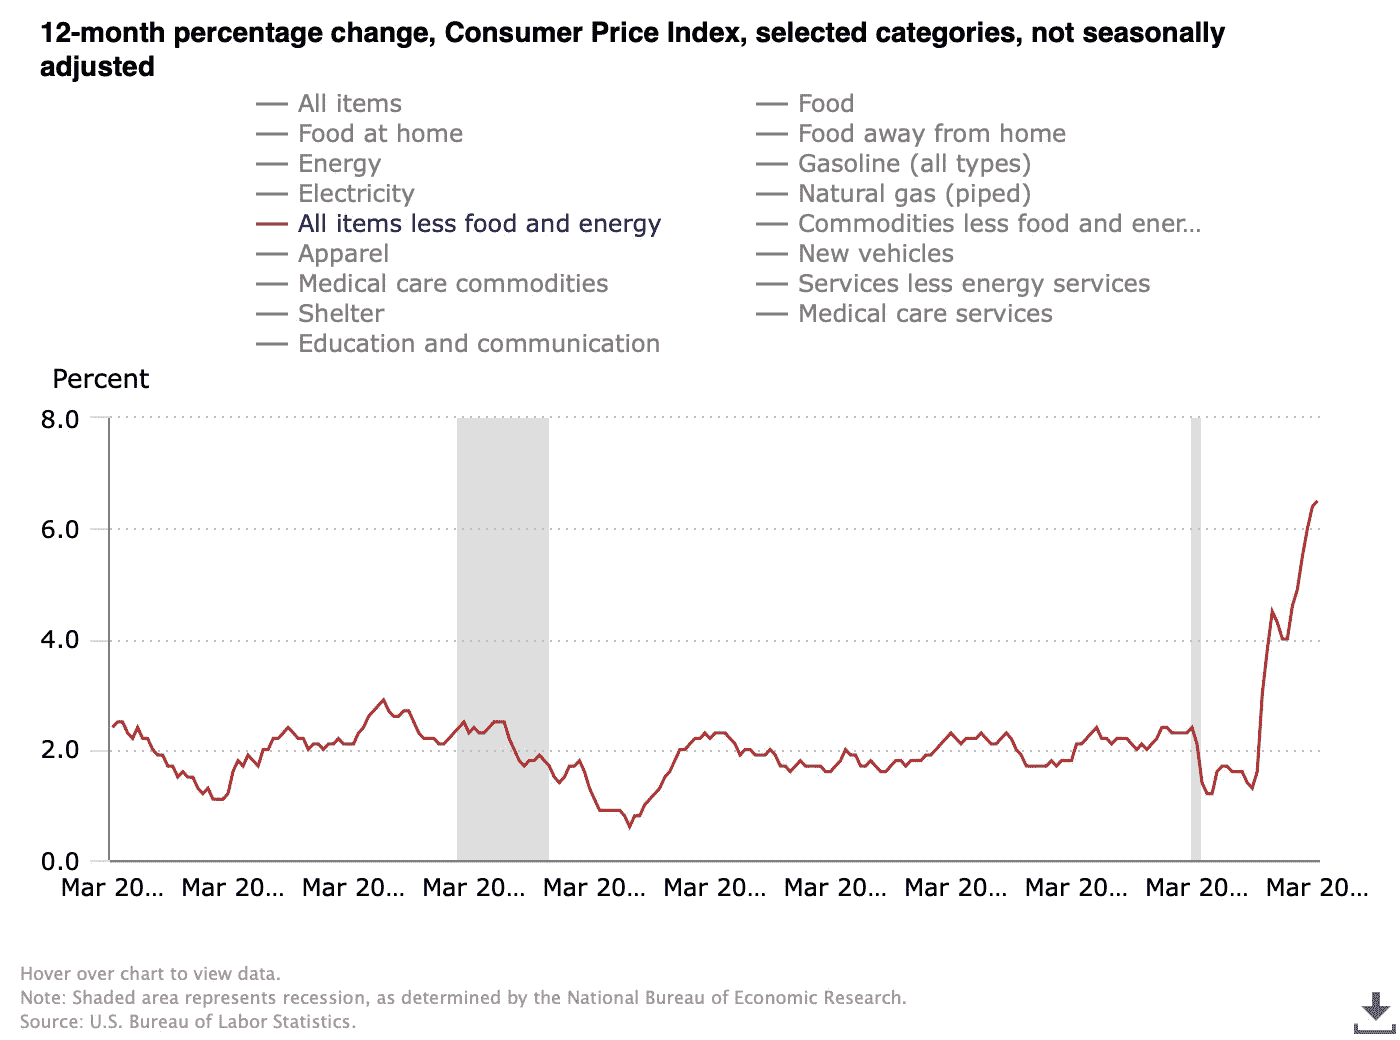 12-month percentage change, Consumer Price Index, selected categories, not seasonally
adjusted
All items
Food
Food at home
Food away from home
Energy
Gasoline (all types)
Electricity
Natural gas (piped)
All items less food and energy
Commodities less food and ener...
Apparel
New vehicles
Medical care commodities
Services less energy services
Shelter
Medical care services
Education and communication
Percent
8.0
6.0
4.0
2.0
0.0
Mar 20... Mar 20... Mar 20... Mar 20... Mar 20... Mar 20... Mar 20... Mar 20... Mar 20... Mar 20... Mar 20...
Hover over chart to view data.
Note: Shaded area represents recession, as determined by the National Bureau of Economic Research.
Source: U.S. Bureau of Labor Statistics.